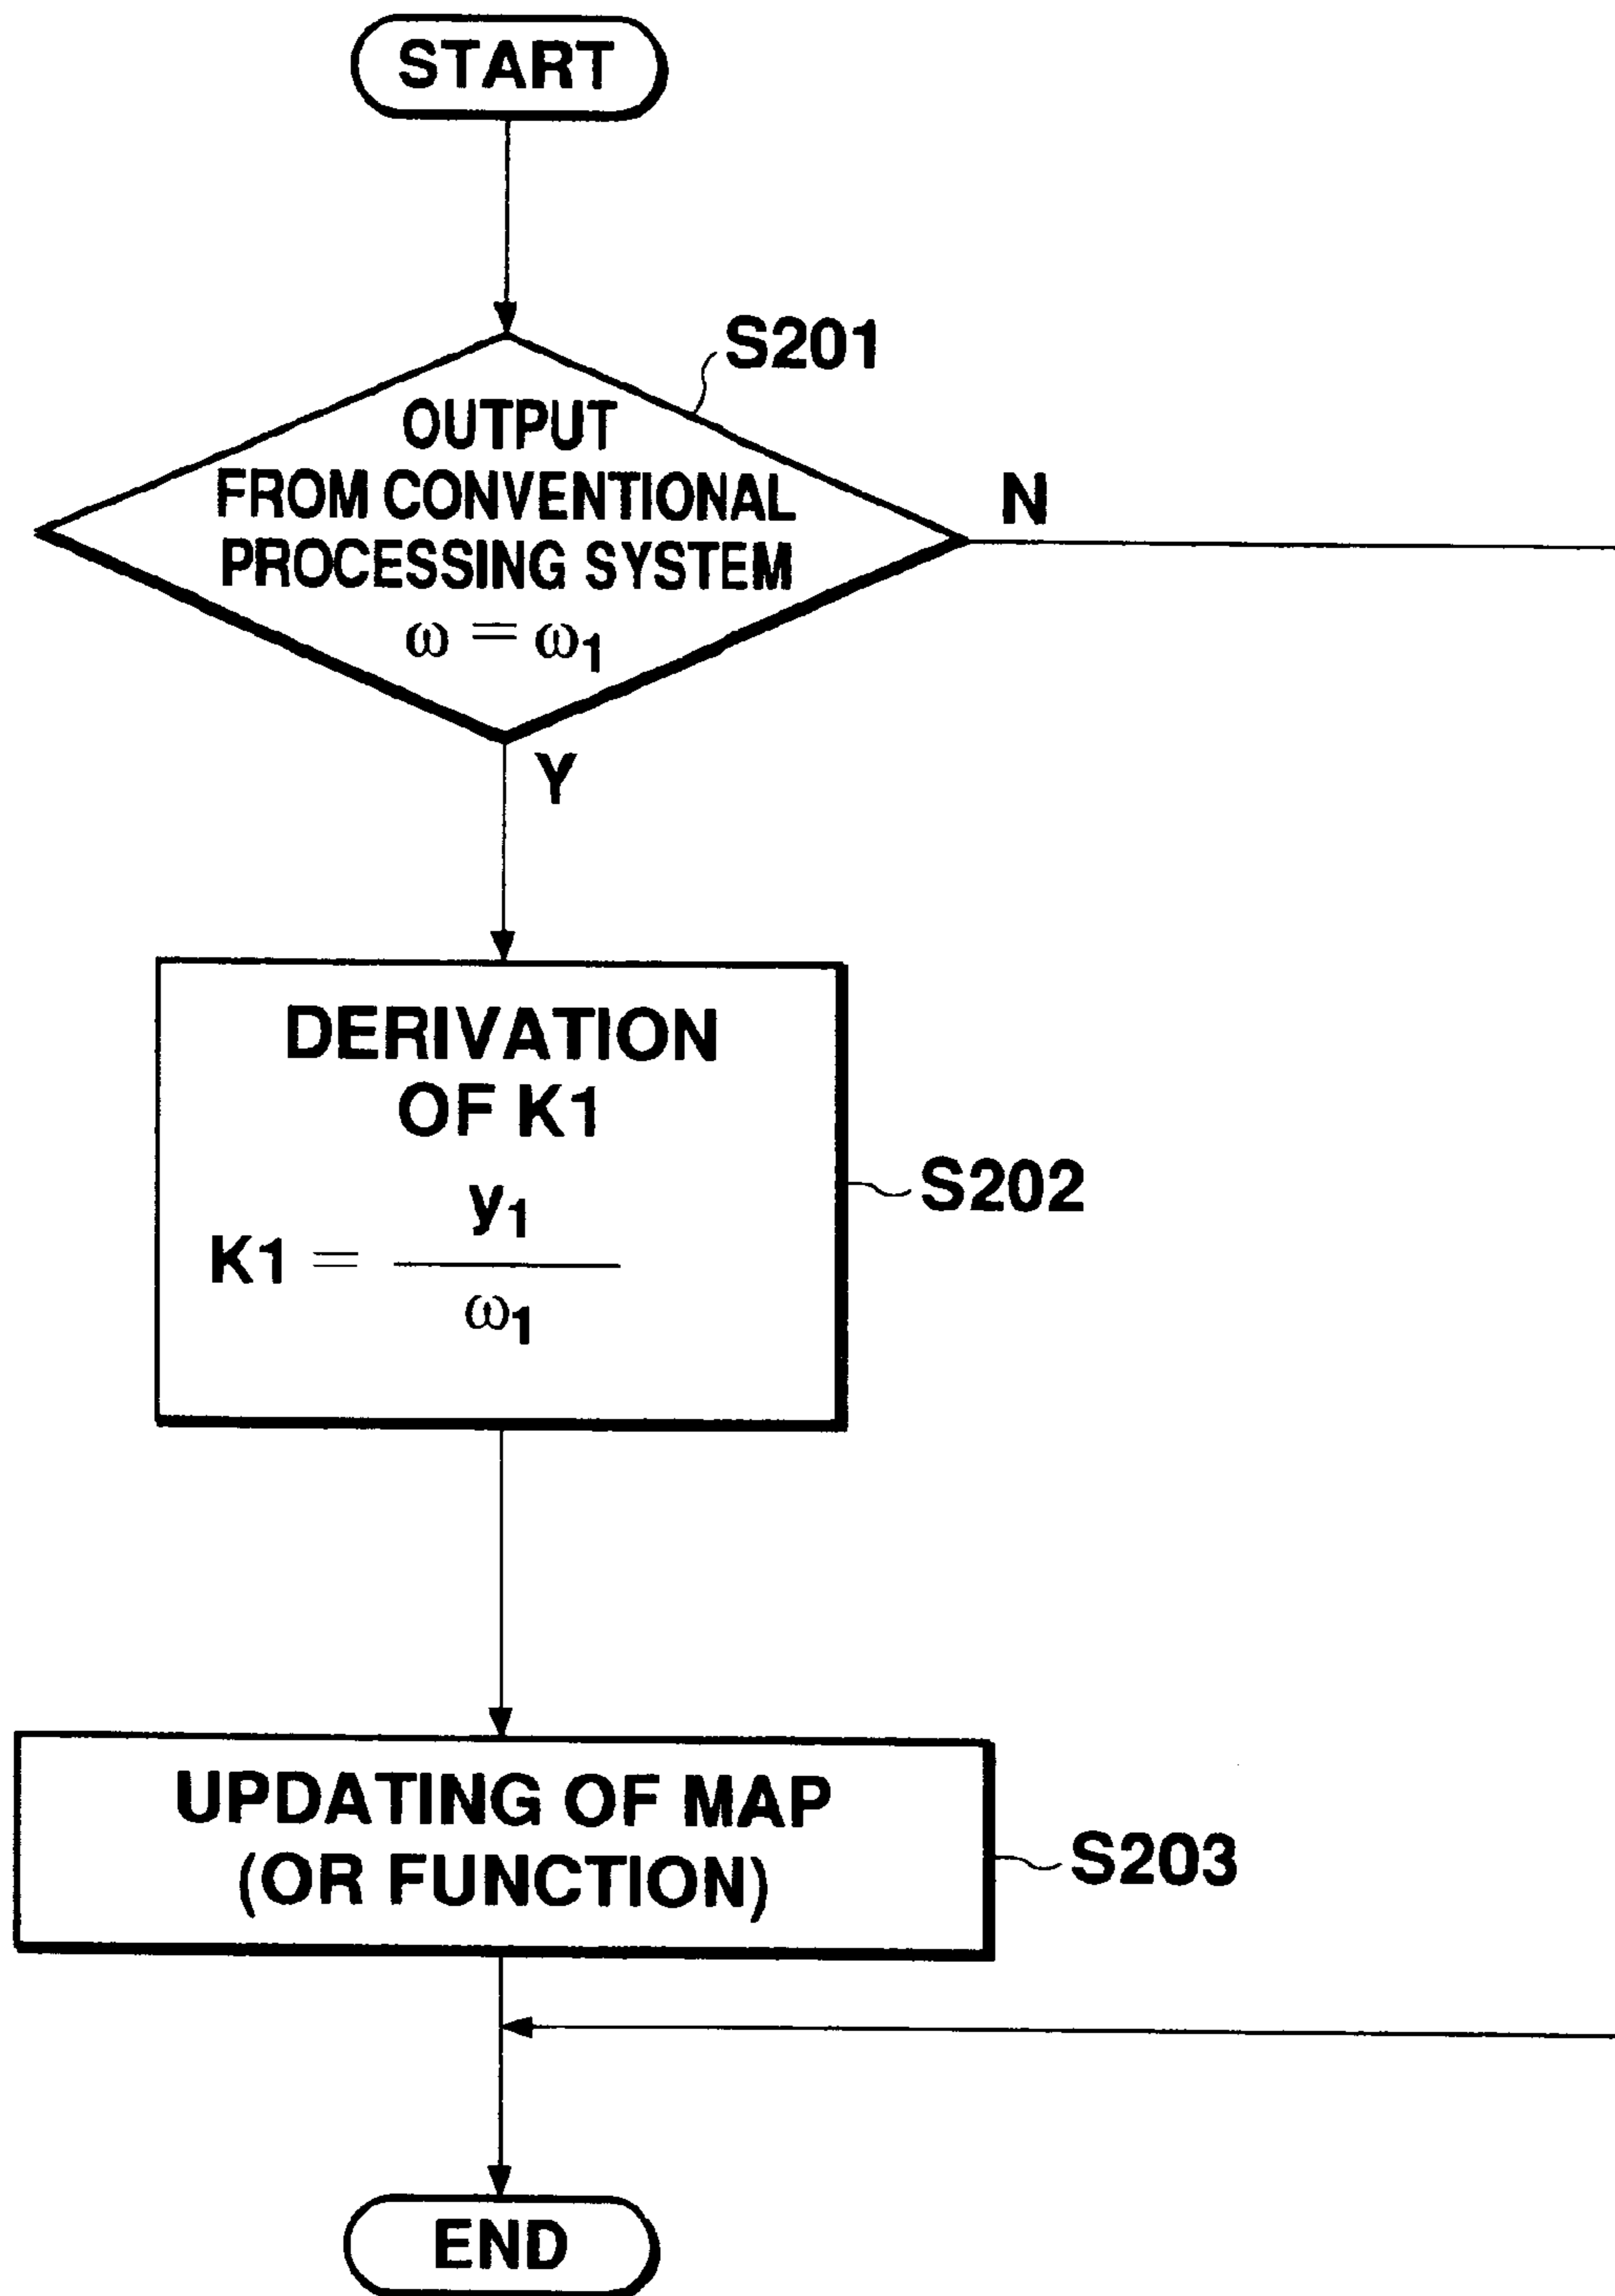 START
S201
OUTPUT
FROM CONVENTIONAL
PROCESSING SYSTEM
ω = ω1
N
Y
DERIVATION
OF K1
K1 = y1 / ω1
S202
UPDATING OF MAP
(OR FUNCTION)
S203
END